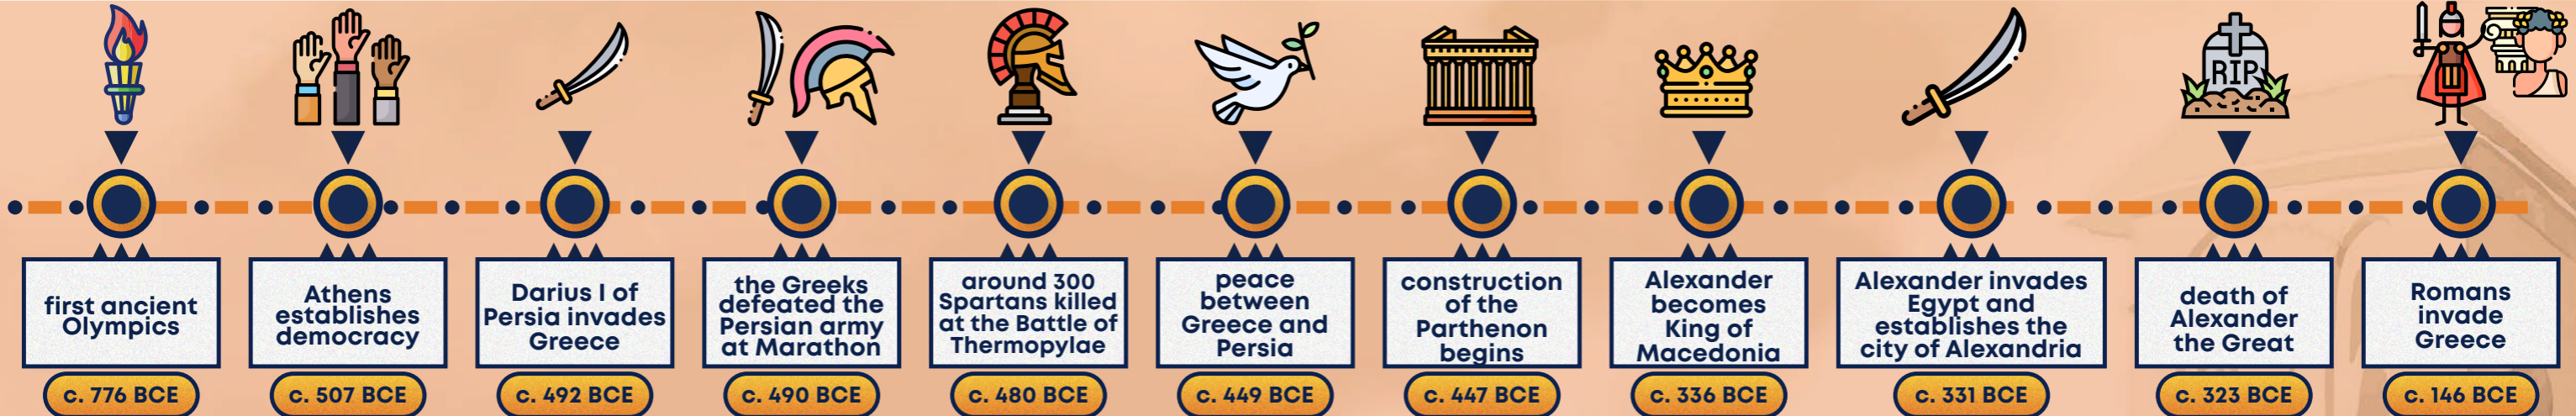 RIP
first ancient
Olympics
c. 776 BCE
Athens
establishes
democracy
c. 507 BCE
Darius I of
Persia invades
Greece
c. 492 BCE
the Greeks
defeated the
Persian army
at Marathon
c. 490 BCE
around 300
Spartans killed
at the Battle of
Thermopylae
c. 480 BCE
peace
between
Greece and
Persia
c. 449 BCE
construction
of the
Parthenon
begins
c. 447 BCE
Alexander
becomes
King of
Macedonia
c. 336 BCE
Alexander invades
Egypt and
establishes the
city of Alexandria
c. 331 BCE
death of
Alexander
the Great
c. 323 BCE
Romans
invade
Greece
c. 146 BCE